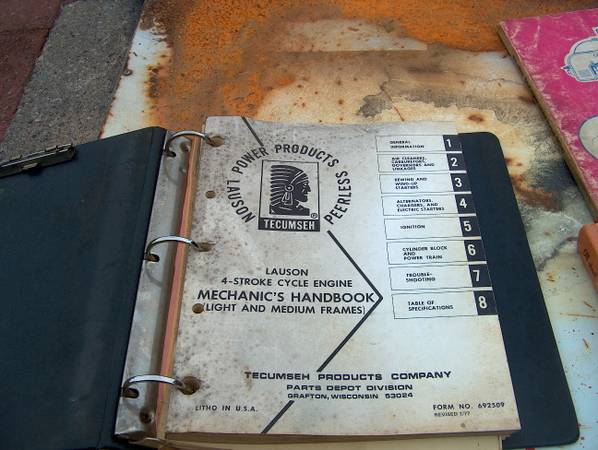 LAUSON POWER PRODUCTS PEERLESS
TECUMSEH
®
LAUSON
4-STROKE CYCLE ENGINE
MECHANIC'S HANDBOOK
(LIGHT AND MEDIUM FRAMES)
TECUMSEH PRODUCTS COMPANY
PARTS DEPOT DIVISION
GRAFTON, WISCONSIN 53024
LITHO IN U.S.A.
FORM NO. 692509
REVISED 7/77
GENERAL
INFORMATION
1
AIR CLEANERS,
CARBURETORS,
GOVERNORS AND
LINKAGES
2
REWIND AND
WIND-UP
STARTERS
3
ALTERNATORS,
CHARGERS, AND
ELECTRIC STARTERS
4
IGNITION
5
CYLINDER BLOCK
AND
POWER TRAIN
6
TROUBLE-
SHOOTING
7
TABLE OF
SPECIFICATIONS
8